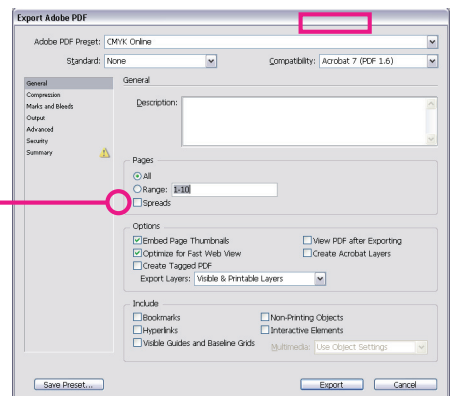 Export Adobe PDF
Adobe PDF Preset: CMYK Online
Standard: None Compatibility: Acrobat 7 (PDF 1.6)
General
Compression
Marks and Bleeds
Output
Advanced
Security
Summary
General
Description:
Pages
All
Range: 1-10
Spreads
Options
Embed Page Thumbnails View PDF after Exporting
Optimize for Fast Web View Create Acrobat Layers
Create Tagged PDF
Export Layers: Visible & Printable Layers
Include
Bookmarks Non-Printing Objects
Hyperlinks Interactive Elements
Visible Guides and Baseline Grids Multimedia: Use Object Settings
Save Preset... Export Cancel